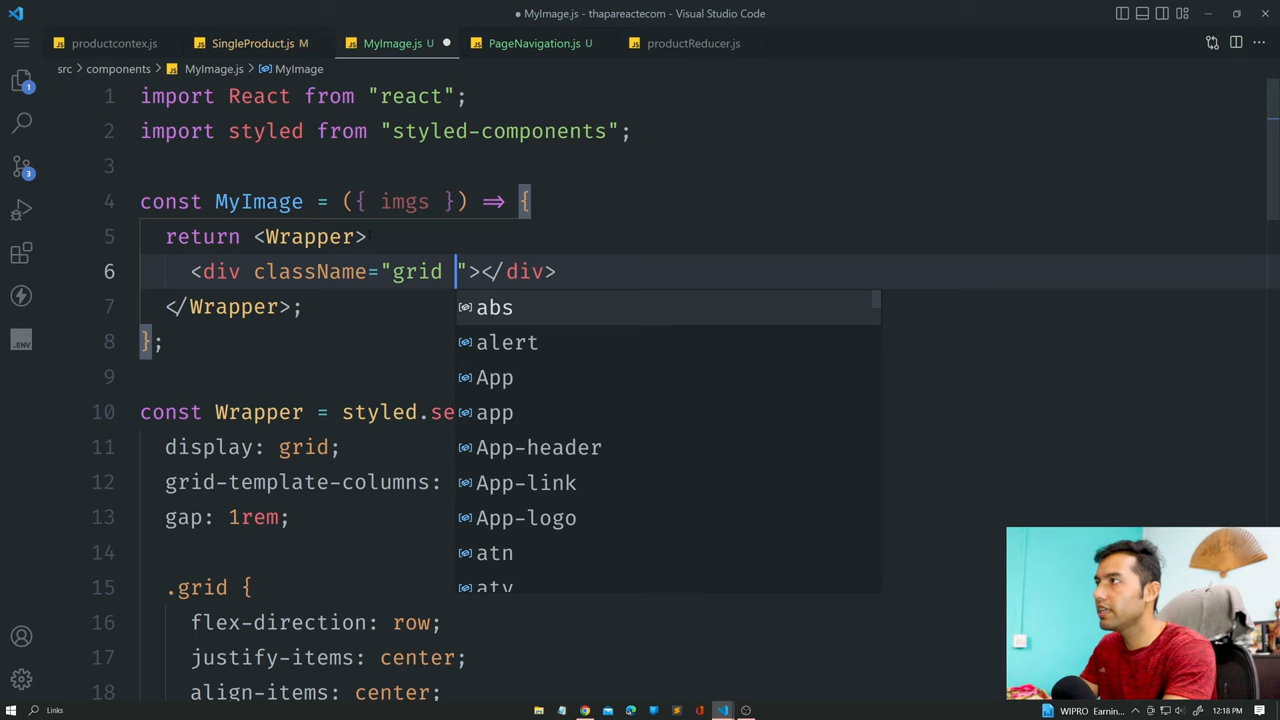 MyImage.js - thapareactecom - Visual Studio Code
productcontex.js
SingleProduct.js M
MyImage.js U
PageNavigation.js U
productReducer.js
src > components > MyImage.js > MyImage
1 import React from "react";
2 import styled from "styled-components";
3
4 const MyImage = ({ imgs }) => {
5 return <Wrapper>
6 <div className="grid "></div>
7 </Wrapper>;
8 };
9
10 const Wrapper = styled.se
11 display: grid;
12 grid-template-columns:
13 gap: 1rem;
14
15 .grid {
16 flex-direction: row;
17 justify-items: center;
18 align-items: center;
abs
alert
App
app
App-header
App-link
App-logo
atn
atv
1
3
.ENV
Links
WIPRO Earnin...
12:18 PM